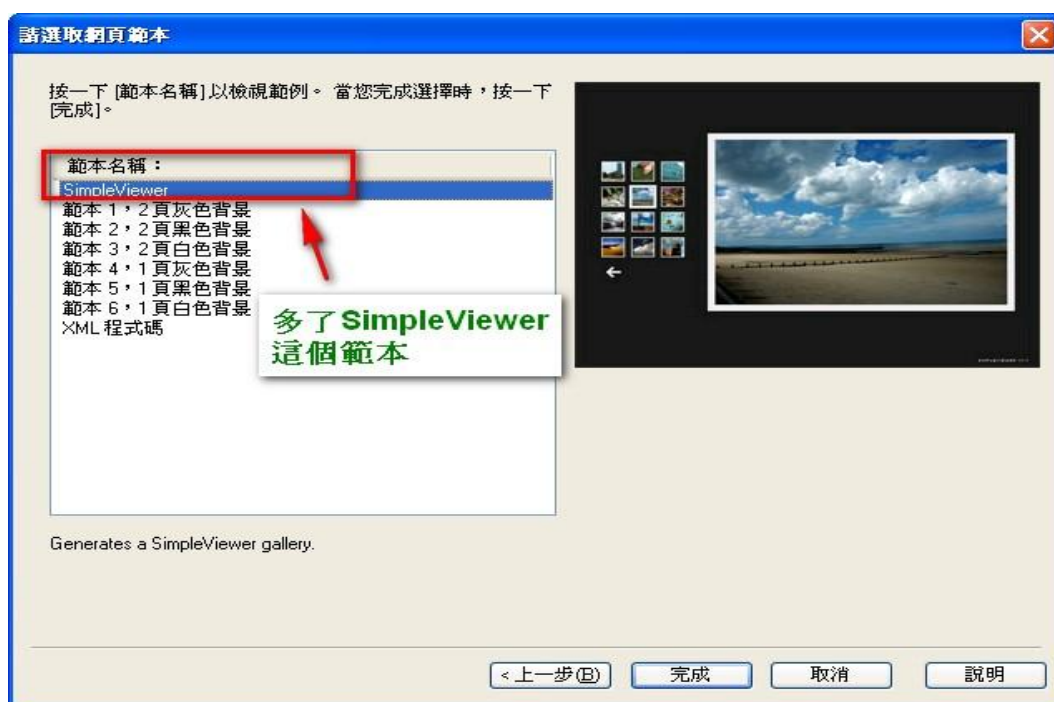 請選取網頁範本
按一下 [範本名稱] 以檢視範例。 當您完成選擇時，按一下
[完成]。
範本名稱：
SimpleViewer
範本 1，2 頁灰色背景
範本 2，2 頁黑色背景
範本 3，2 頁白色背景
範本 4，1 頁灰色背景
範本 5，1 頁黑色背景
範本 6，1 頁白色背景
XML 程式碼
多了SimpleViewer
這個範本
Generates a SimpleViewer gallery.
<上一步(B)
完成
取消
說明